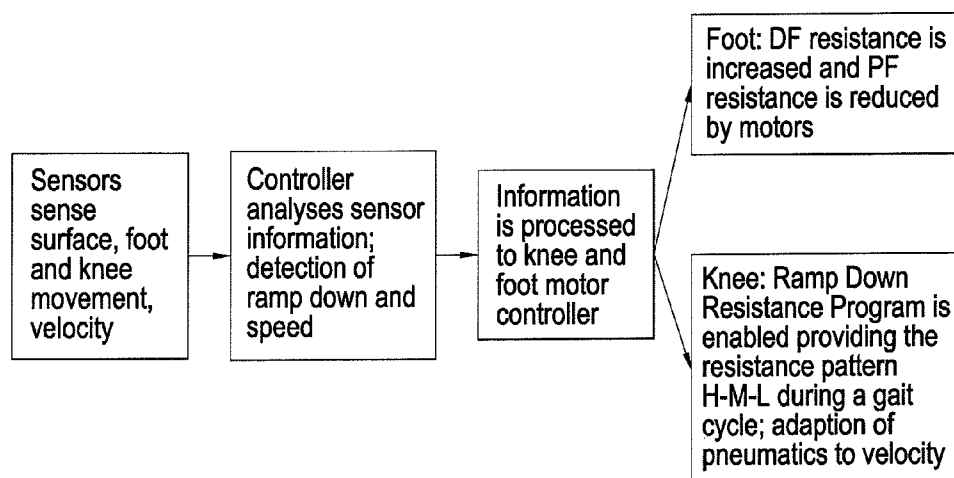 Sensors
sense
surface, foot
and knee
movement,
velocity
Controller
analyses sensor
information;
detection of
ramp down and
speed
Information
is processed
to knee and
foot motor
controller
Foot: DF resistance is
increased and PF
resistance is reduced
by motors
Knee: Ramp Down
Resistance Program is
enabled providing the
resistance pattern
H-M-L during a gait
cycle; adaption of
pneumatics to velocity